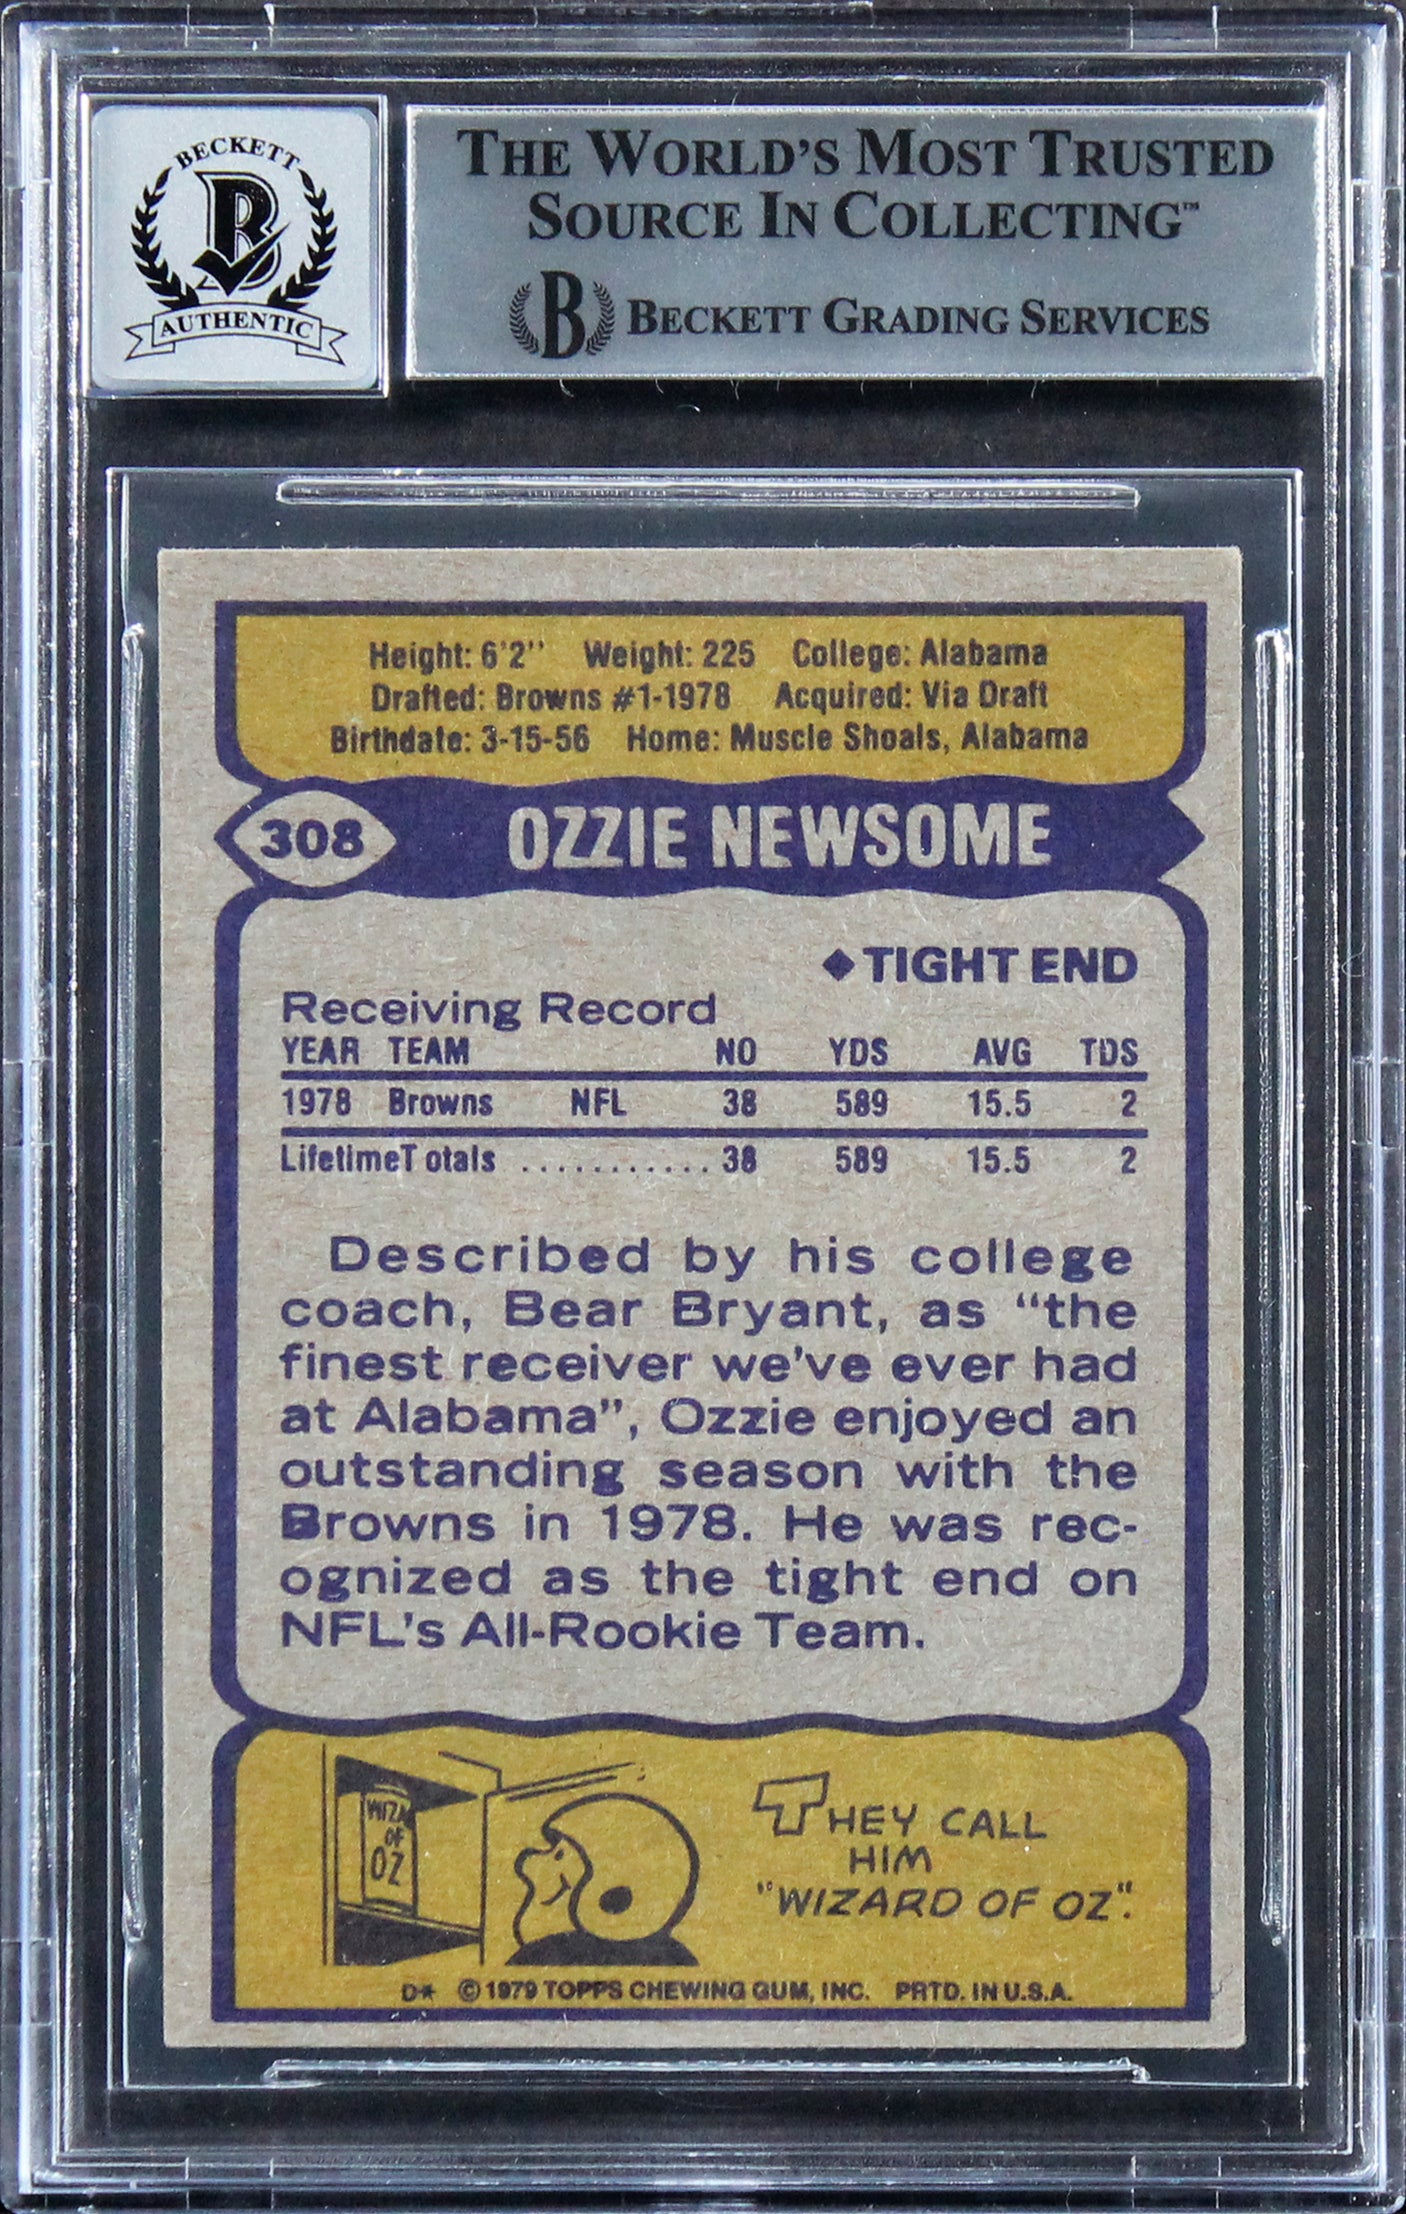 BECKETT
B
AUTHENTIC
THE WORLD'S MOST TRUSTED
SOURCE IN COLLECTING™
B BECKETT GRADING SERVICES
Height: 6'2'' Weight: 225 College: Alabama
Drafted: Browns #1-1978 Acquired: Via Draft
Birthdate: 3-15-56 Home: Muscle Shoals, Alabama
308 OZZIE NEWSOME
◆TIGHT END
Receiving Record
YEAR TEAM NO YDS AVG TDS
1978 Browns NFL 38 589 15.5 2
LifetimeT otals ........... 38 589 15.5 2
Described by his college
coach, Bear Bryant, as “the
finest receiver we've ever had
at Alabama”, Ozzie enjoyed an
outstanding season with the
Browns in 1978. He was rec-
ognized as the tight end on
NFL's All-Rookie Team.
WIZA
OF
OZ
THEY CALL
HIM
"WIZARD OF OZ".
D* ©1979 TOPPS CHEWING GUM, INC. PRTD. IN U.S.A.